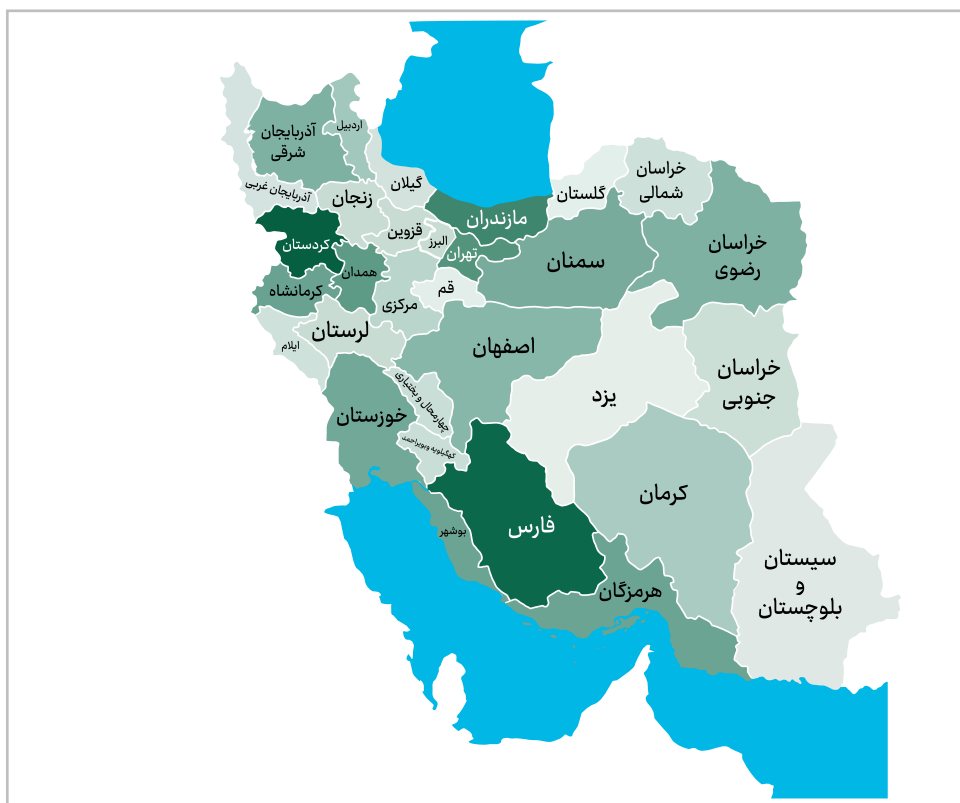 اردبیل
آذربایجان
شرقی
خراسان
شمالی
گیلان
آذربایجان غربی
گلستان
زنجان
مازندران
قزوین
البرز
کردستان
خراسان
رضوی
تهران
سمنان
همدان
قم
کرمانشاه
مرکزی
لرستان
ایلام
اصفهان
خراسان
جنوبی
یزد
چهارمحال و بختیاری
خوزستان
کهگیلویه وبویراحمد
کرمان
فارس
بوشهر
سیستان
و
بلوچستان
هرمزگان